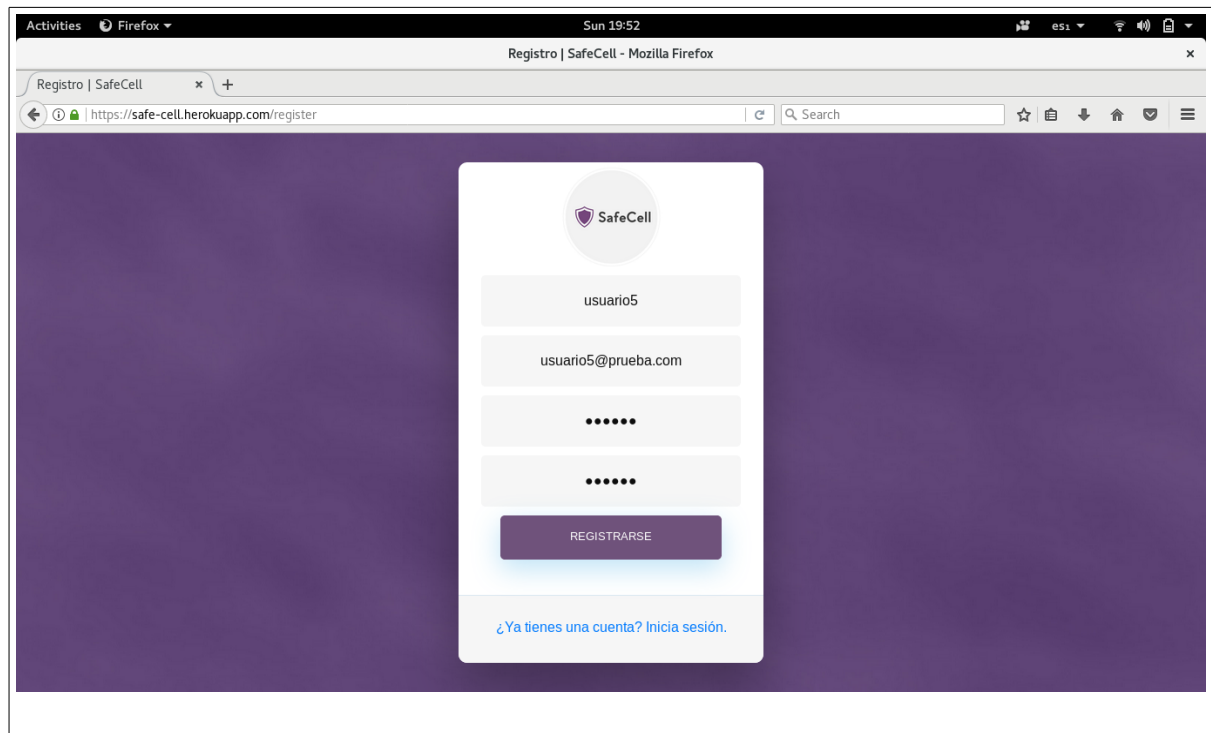 Activities Firefox Sun 19:52 es₁
Registro | SafeCell - Mozilla Firefox
Registro | SafeCell
https://safe-cell.herokuapp.com/register Search
SafeCell
usuario5
usuario5@prueba.com
••••••
••••••
REGISTRARSE
¿Ya tienes una cuenta? Inicia sesión.